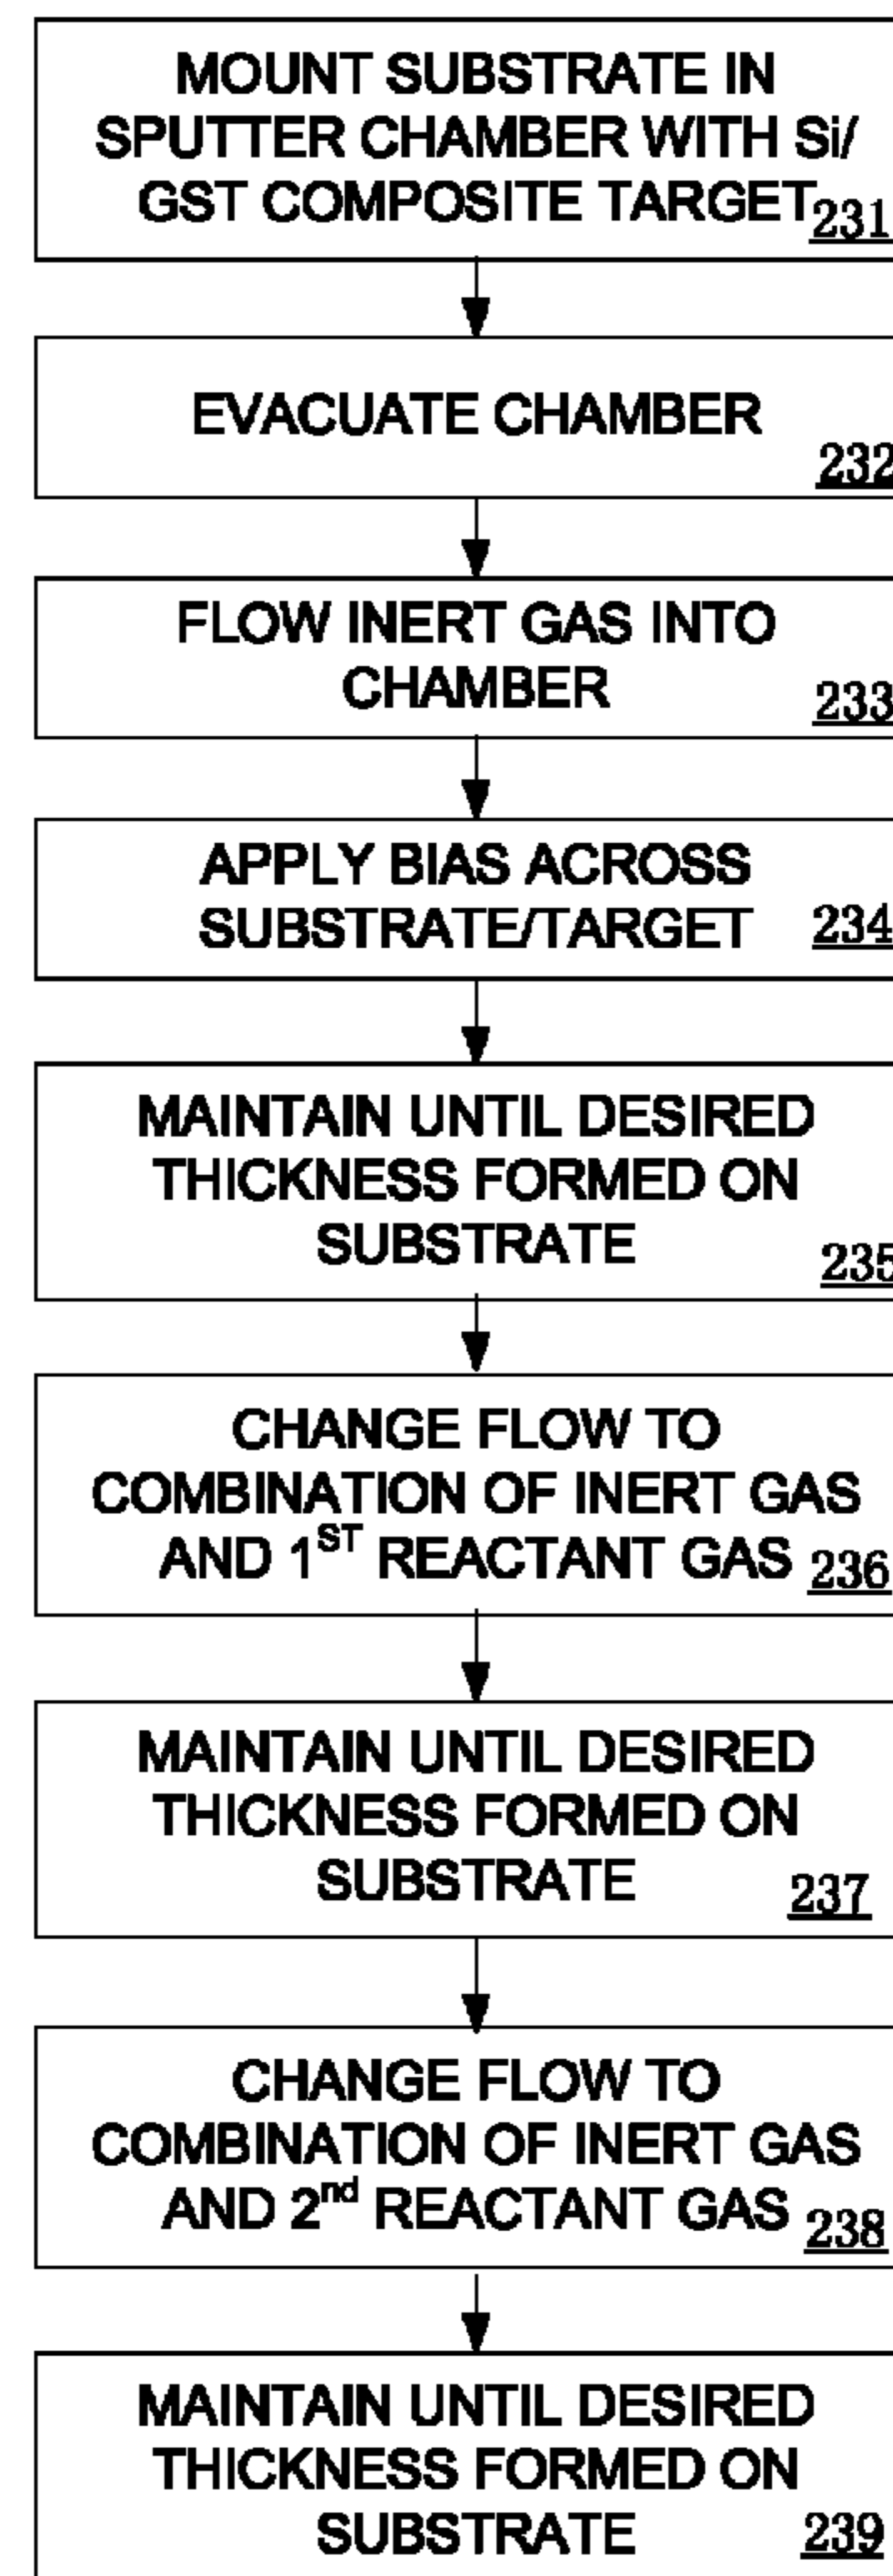 MOUNT SUBSTRATE IN
SPUTTER CHAMBER WITH Si/
GST COMPOSITE TARGET 231
EVACUATE CHAMBER
232
FLOW INERT GAS INTO
CHAMBER 233
APPLY BIAS ACROSS
SUBSTRATE/TARGET 234
MAINTAIN UNTIL DESIRED
THICKNESS FORMED ON
SUBSTRATE 235
CHANGE FLOW TO
COMBINATION OF INERT GAS
AND 1ST REACTANT GAS 236
MAINTAIN UNTIL DESIRED
THICKNESS FORMED ON
SUBSTRATE 237
CHANGE FLOW TO
COMBINATION OF INERT GAS
AND 2nd REACTANT GAS 238
MAINTAIN UNTIL DESIRED
THICKNESS FORMED ON
SUBSTRATE 239